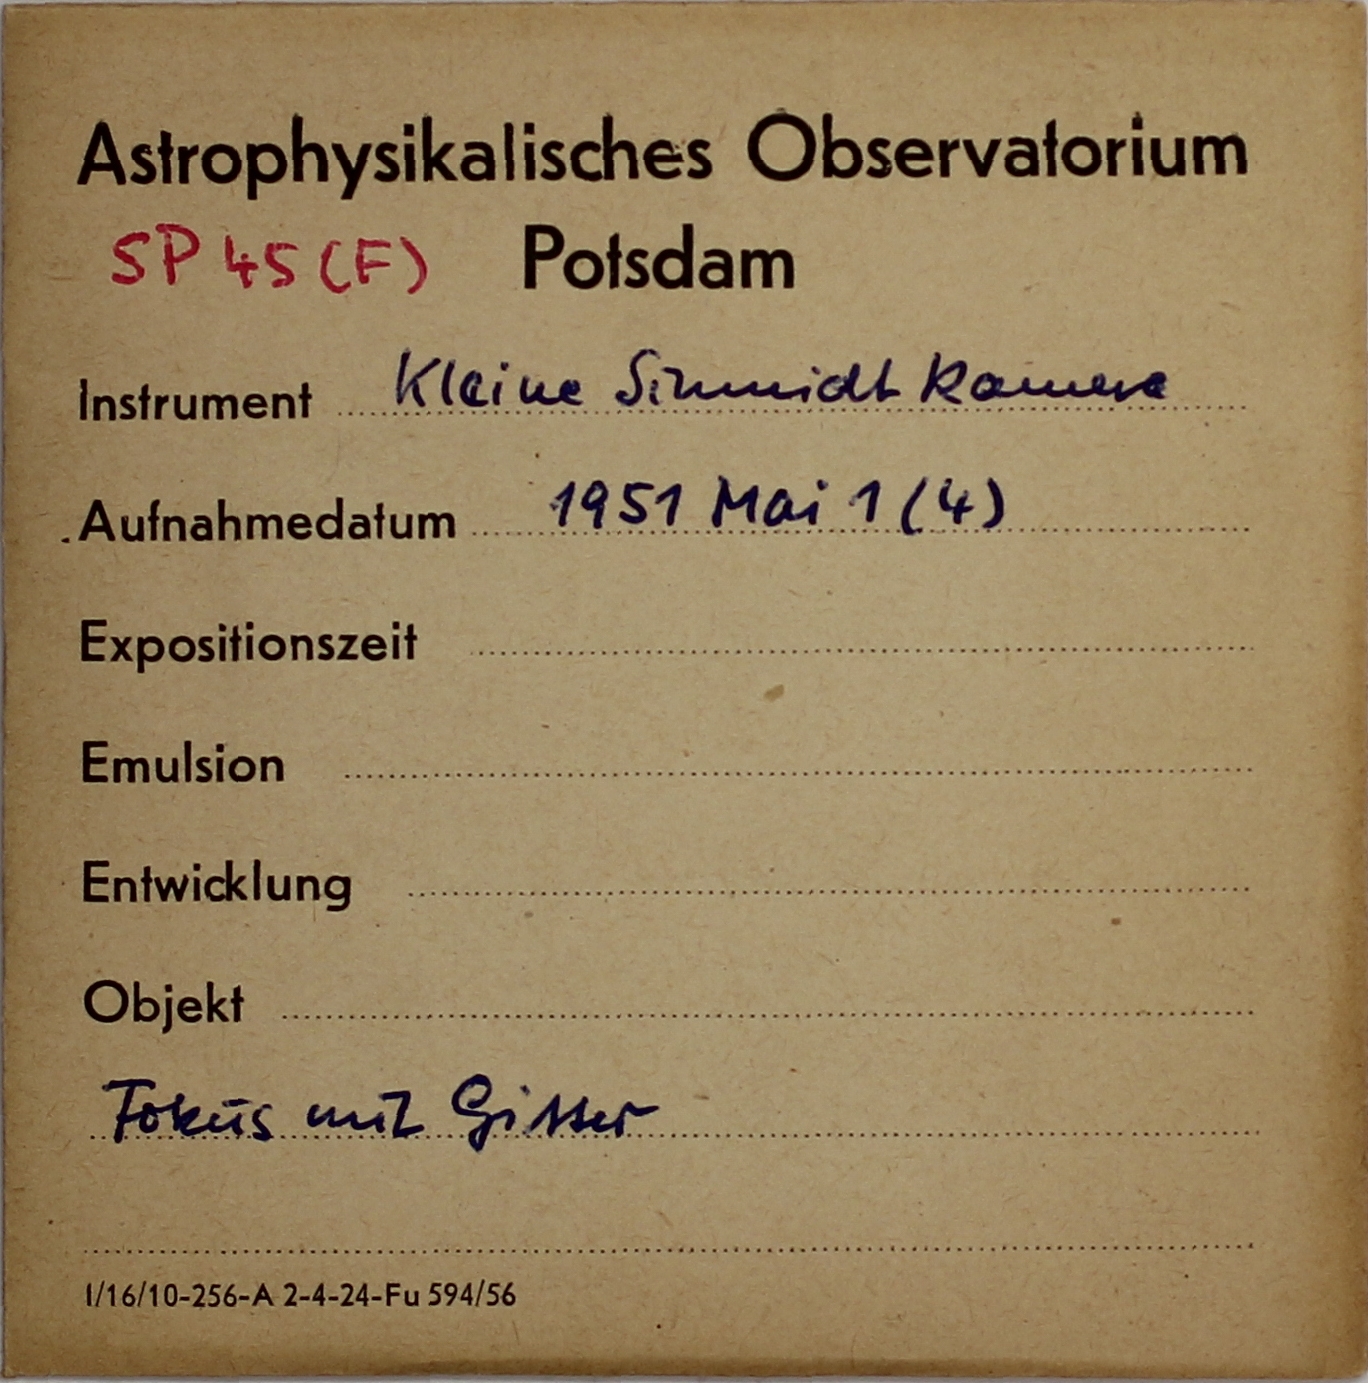 Astrophysikalisches Observatorium
SP 45 (F) Potsdam
Instrument Kleine Schmidt Kamera
Aufnahmedatum 1951 Mai 1 (4)
Expositionszeit
Emulsion
Entwicklung
Objekt
Fokus mit Gitter
I/16/10-256-A 2-4-24-Fu 594/56